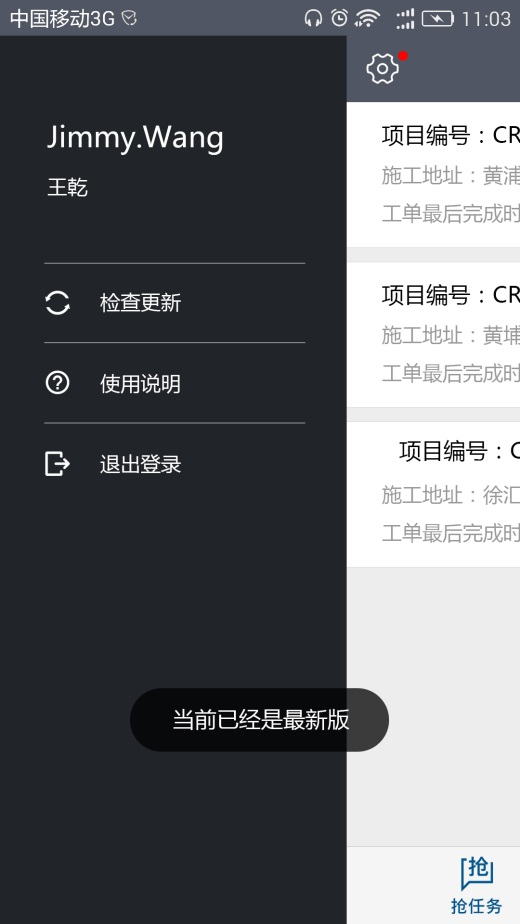 中国移动3G
11:03
Jimmy.Wang
王乾
检查更新
使用说明
退出登录
项目编号：CR
施工地址：黄浦
工单最后完成时
项目编号：CR
施工地址：黄埔
工单最后完成时
项目编号：C
施工地址：徐汇
工单最后完成时
当前已经是最新版
抢
抢任务